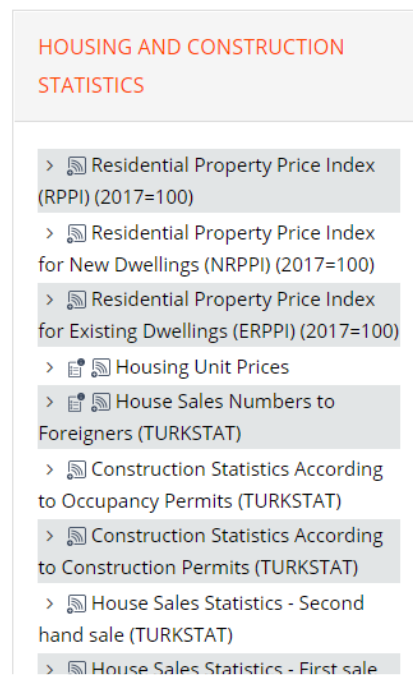 HOUSING AND CONSTRUCTION
STATISTICS
> Residential Property Price Index
(RPPI) (2017=100)
> Residential Property Price Index
for New Dwellings (NRPPI) (2017=100)
> Residential Property Price Index
for Existing Dwellings (ERPPI) (2017=100)
> Housing Unit Prices
> House Sales Numbers to
Foreigners (TURKSTAT)
> Construction Statistics According
to Occupancy Permits (TURKSTAT)
> Construction Statistics According
to Construction Permits (TURKSTAT)
> House Sales Statistics - Second
hand sale (TURKSTAT)
> House Sales Statistics - First sale